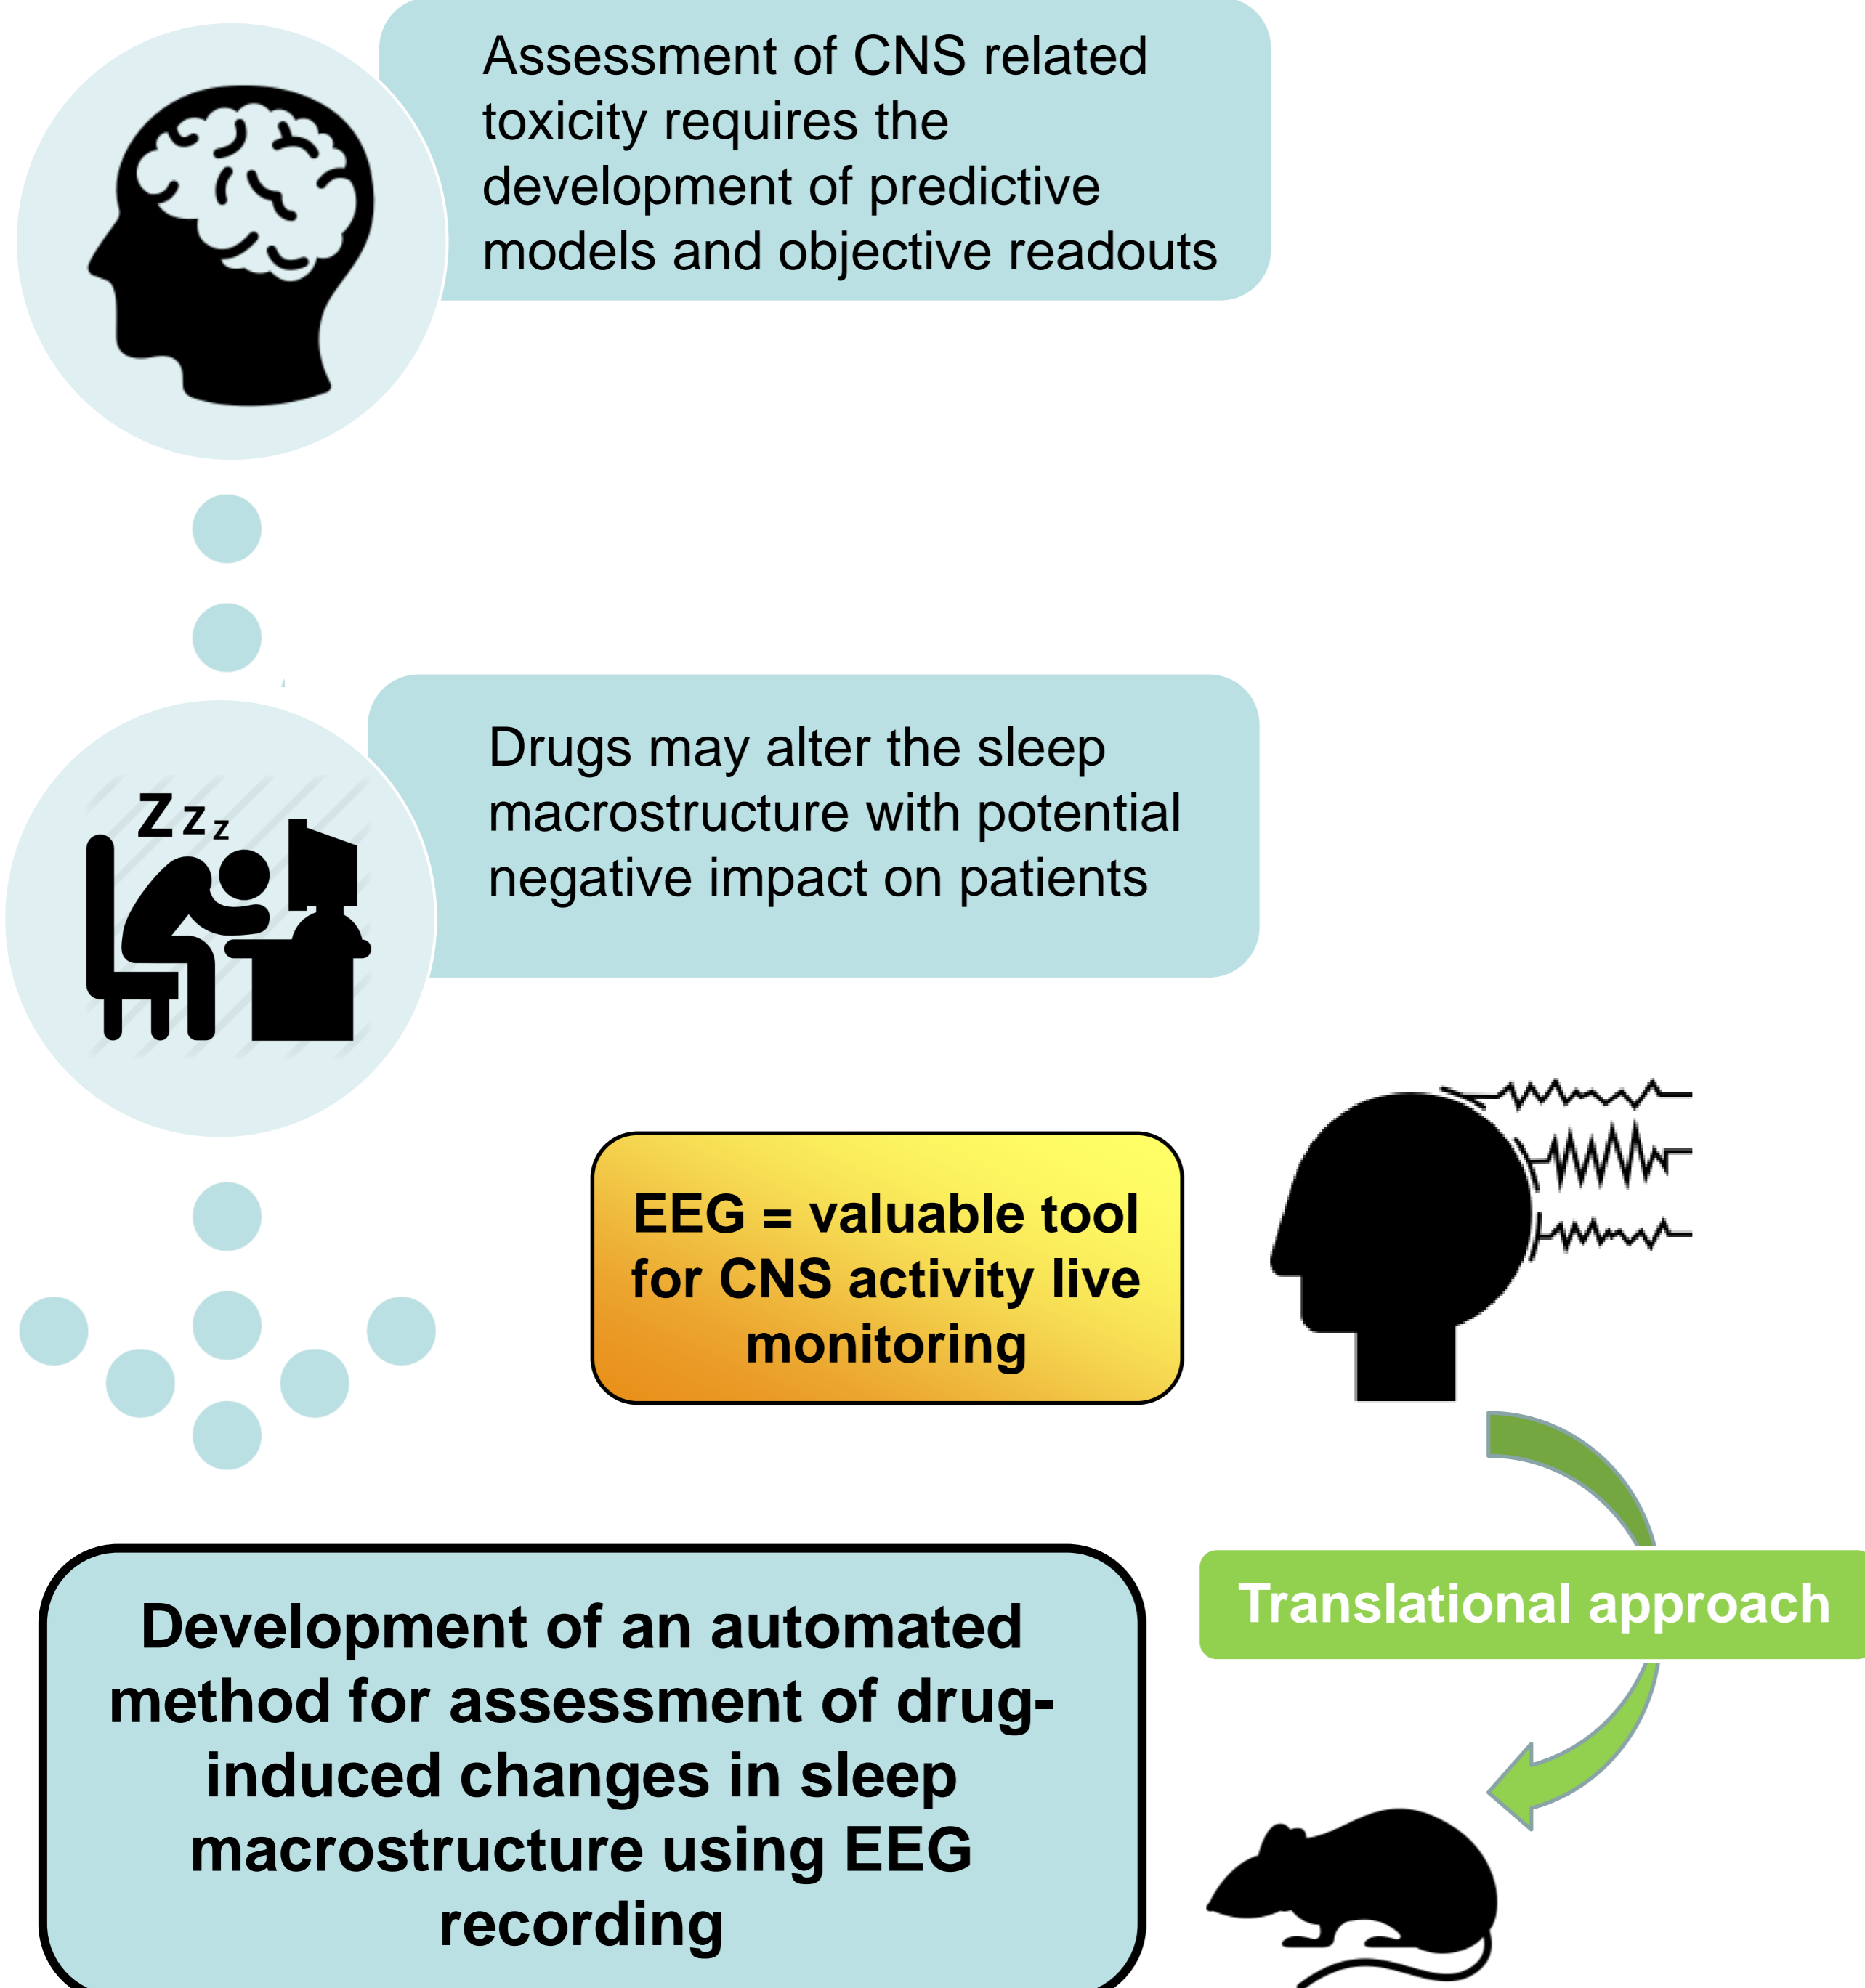 Assessment of CNS related
toxicity requires the
development of predictive
models and objective readouts
Drugs may alter the sleep
macrostructure with potential
negative impact on patients
Z z z
EEG = valuable tool
for CNS activity live
monitoring
Translational approach
Development of an automated
method for assessment of drug-
induced changes in sleep
macrostructure using EEG
recording